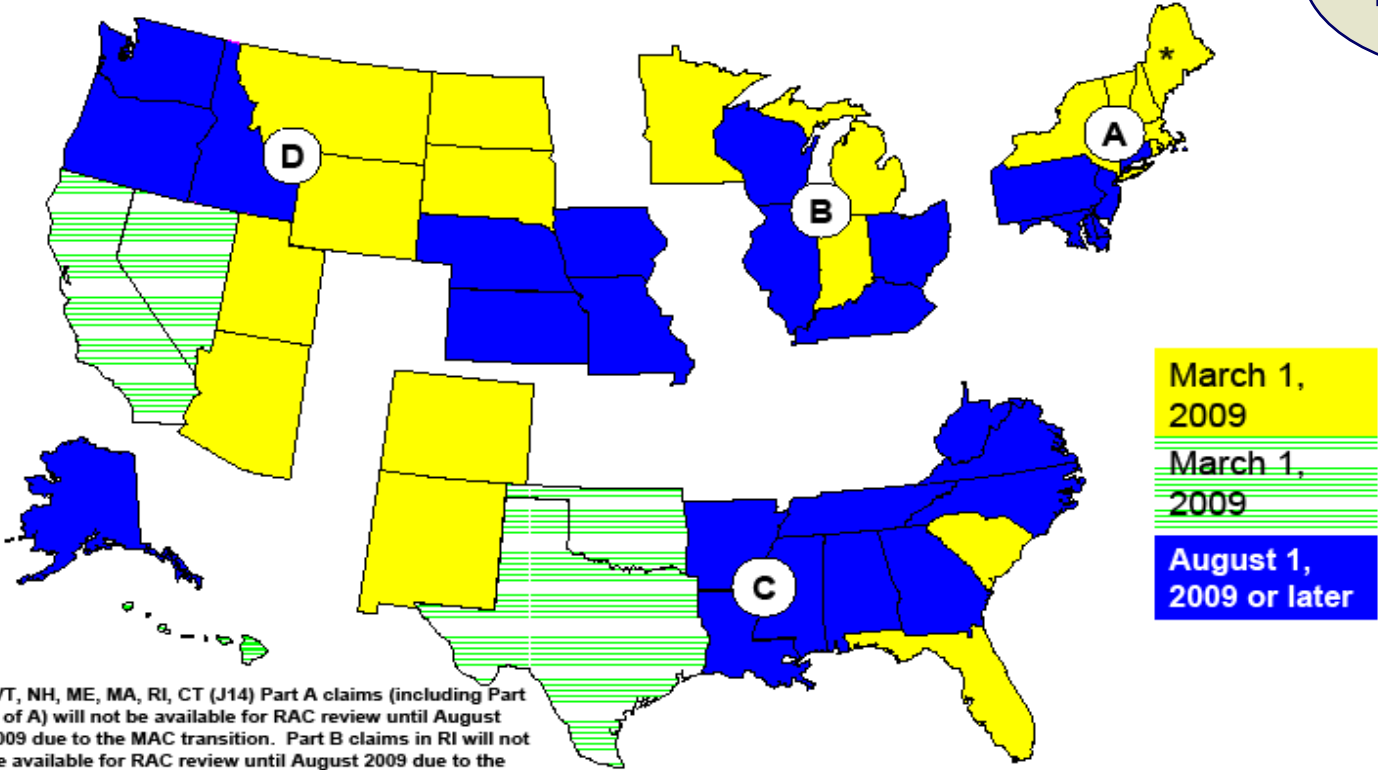 *
A
D
B
March 1,
2009
March 1,
2009
August 1,
2009 or later
C
VT, NH, ME, MA, RI, CT (J14) Part A claims (including Part
of A) will not be available for RAC review until August
due to the MAC transition. Part B claims in RI will not
available for RAC review until August 2009 due to the